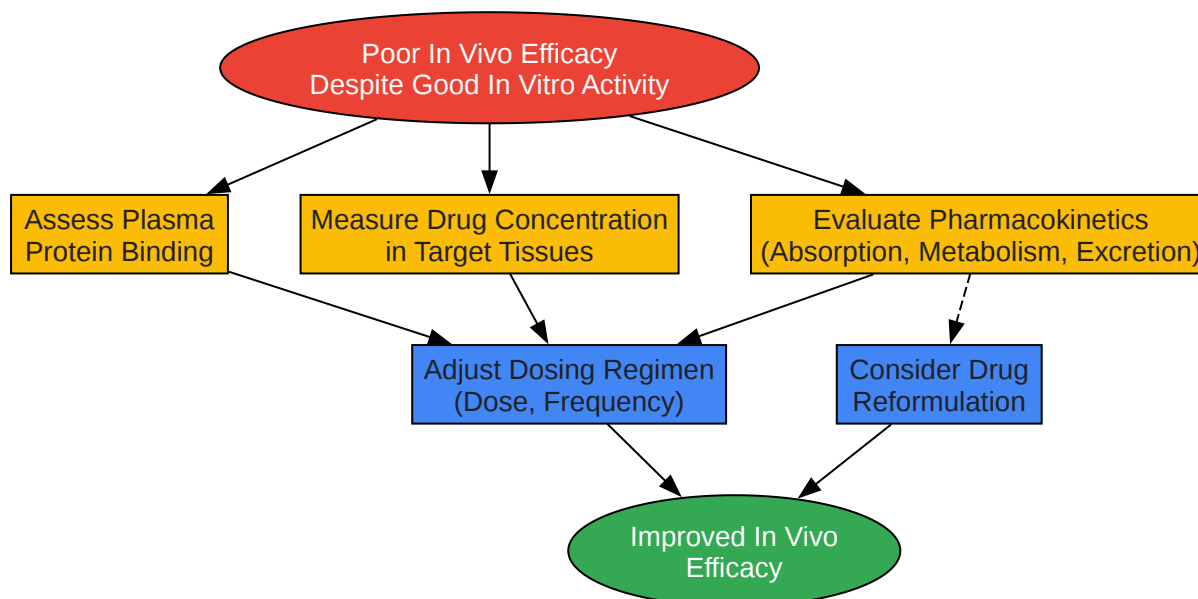 Poor In Vivo Efficacy
Despite Good In Vitro Activity
Assess Plasma
Protein Binding
Measure Drug Concentration
in Target Tissues
Evaluate Pharmacokinetics
(Absorption, Metabolism, Excretion)
Adjust Dosing Regimen
(Dose, Frequency)
Consider Drug
Reformulation
Improved In Vivo
Efficacy